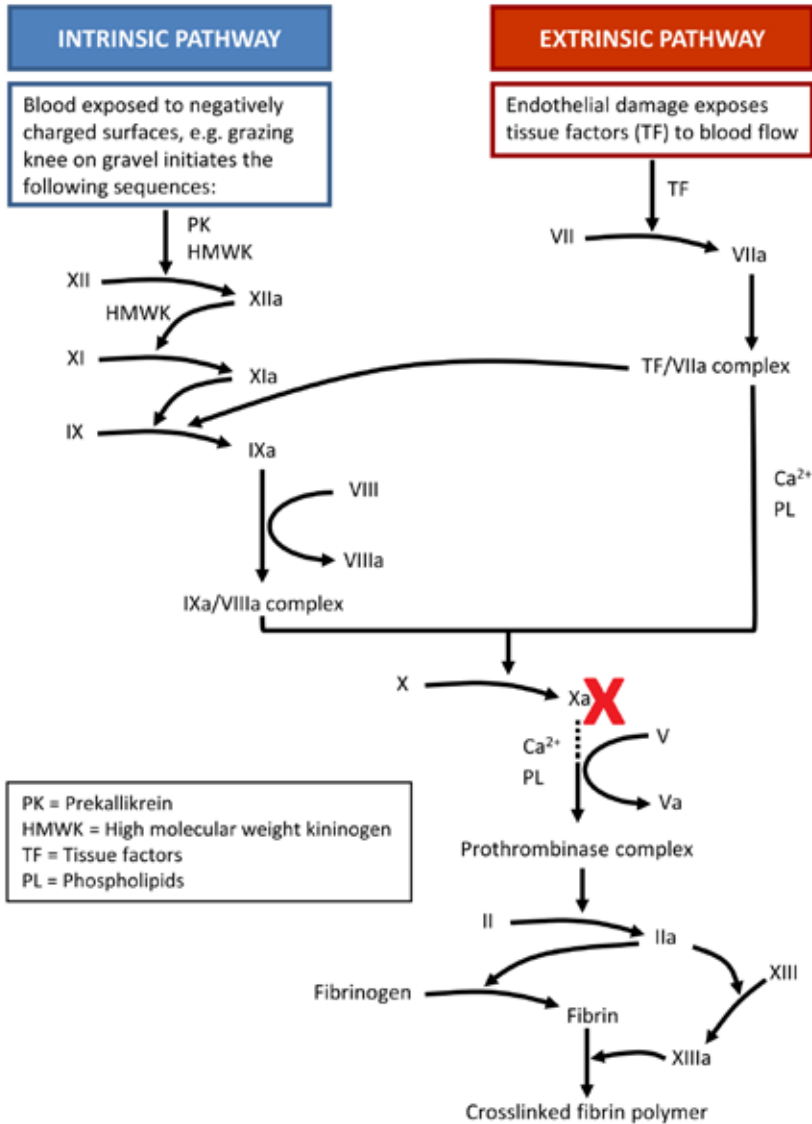 INTRINSIC PATHWAY
EXTRINSIC PATHWAY
Blood exposed to negatively
charged surfaces, e.g. grazing
knee on gravel initiates the
following sequences:
Endothelial damage exposes
tissue factors (TF) to blood flow
PK
HMWK
TF
VII
VIIa
XII
XIIa
HMWK
XI
XIa
TF/VIIa complex
IX
IXa
VIII
VIIIa
Ca²⁺
PL
IXa/VIIIa complex
X
Xa
X
Ca²⁺
PL
V
Va
PK = Prekallikrein
HMWK = High molecular weight kininogen
TF = Tissue factors
PL = Phospholipids
Prothrombinase complex
II
IIa
XIII
Fibrinogen
Fibrin
XIIIa
Crosslinked fibrin polymer